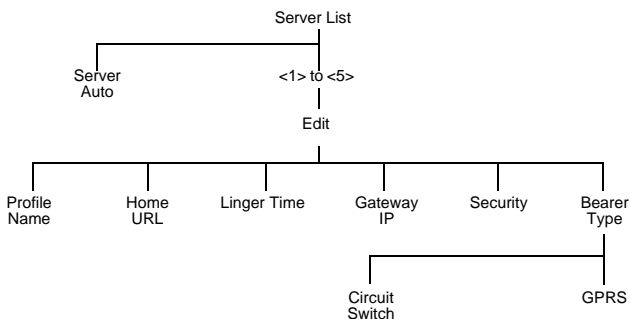 Server List
Server
Auto
<1> to <5>
Edit
Profile
Name
Home
URL
Linger Time
Gateway
IP
Security
Bearer
Type
Circuit
Switch
GPRS